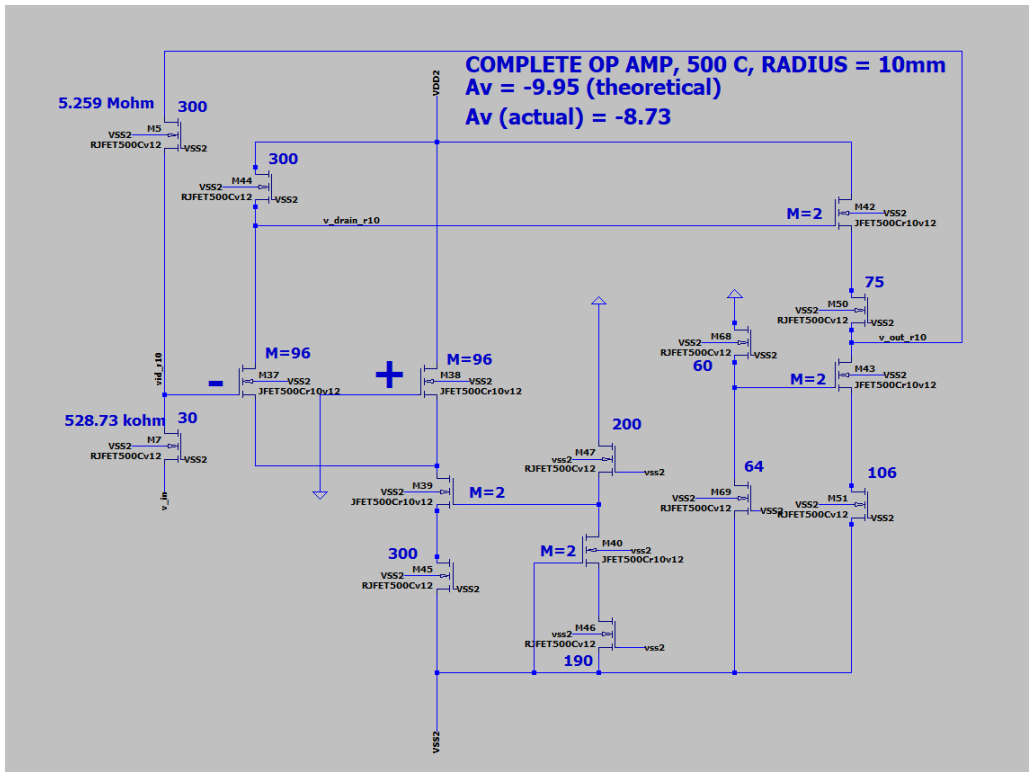 COMPLETE OP AMP, 500 C, RADIUS = 10mm
Av = -9.95 (theoretical)
Av (actual) = -8.73
VDD2
5.259 Mohm
300
M5
VSS2
VSS2
RJFET500Cv12
300
M44
VSS2
VSS2
RJFET500Cv12
v_drain_r10
M=2
M42
VSS2
JFET500Cr10v12
75
M50
VSS2
VSS2
RJFET500Cv12
v_out_r10
M68
VSS2
VSS2
RJFET500Cv12
60
M=2
M43
VSS2
JFET500Cr10v12
vid_r10
M=96
-
M37
VSS2
JFET500Cr10v12
+
M=96
M38
VSS2
JFET500Cr10v12
528.73 kohm
30
M7
VSS2
VSS2
RJFET500Cv12
v_in
200
M47
vss2
vss2
RJFET500Cv12
M39
VSS2
JFET500Cr10v12
M=2
64
M69
VSS2
VSS2
RJFET500Cv12
106
M51
VSS2
VSS2
RJFET500Cv12
M=2
M40
vss2
JFET500Cr10v12
300
M45
VSS2
VSS2
RJFET500Cv12
M46
vss2
vss2
RJFET500Cv12
190
VSS2